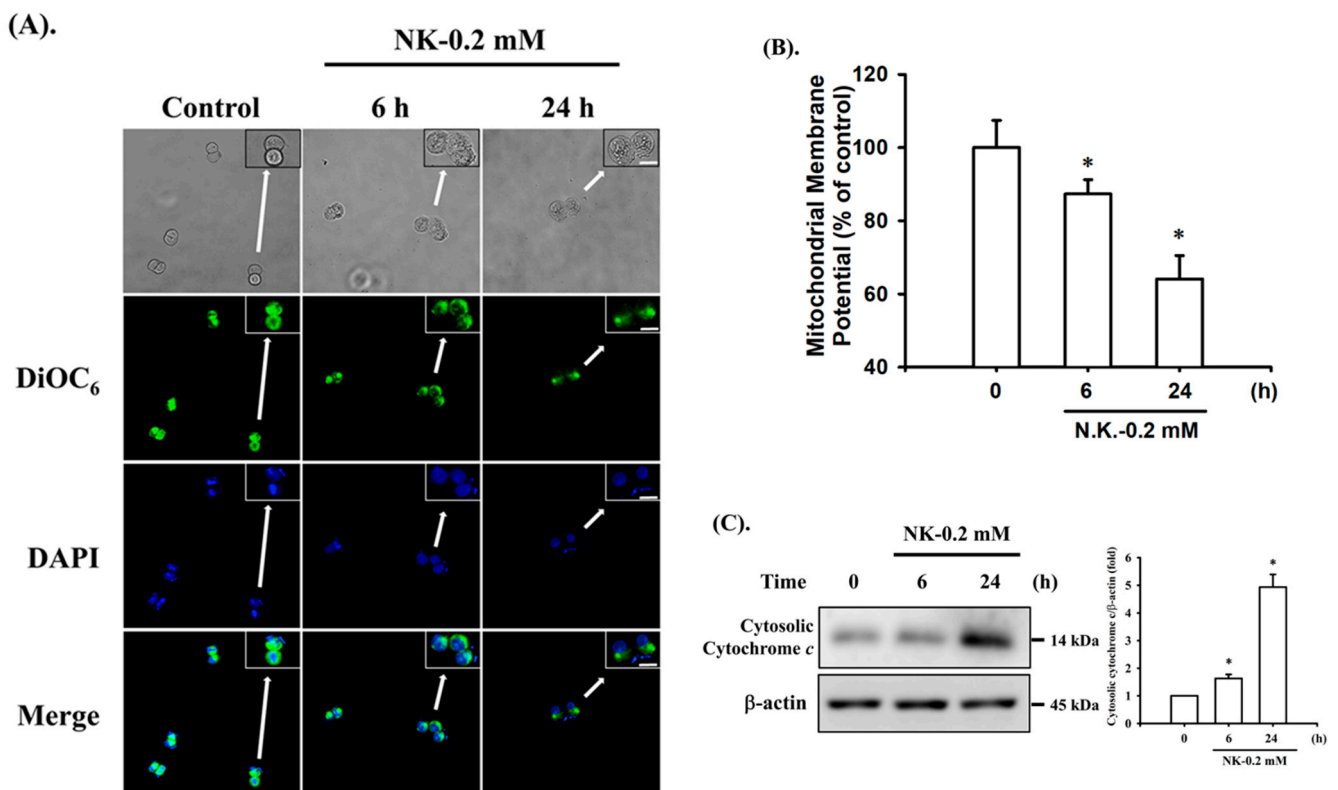 (A).
NK-0.2 mM
Control 6 h 24 h
DiOC₆
DAPI
Merge
(B).
Mitochondrial Membrane
Potential (% of control)
120
100
80
60
40
*
*
0 6 24 (h)
N.K.-0.2 mM
(C).
NK-0.2 mM
Time 0 6 24 (h)
Cytosolic
Cytochrome c
14 kDa
β-actin
45 kDa
Cytosolic cytochrome c/β-actin (fold)
6
5
4
3
2
1
0
*
*
0 6 24 (h)
NK-0.2 mM